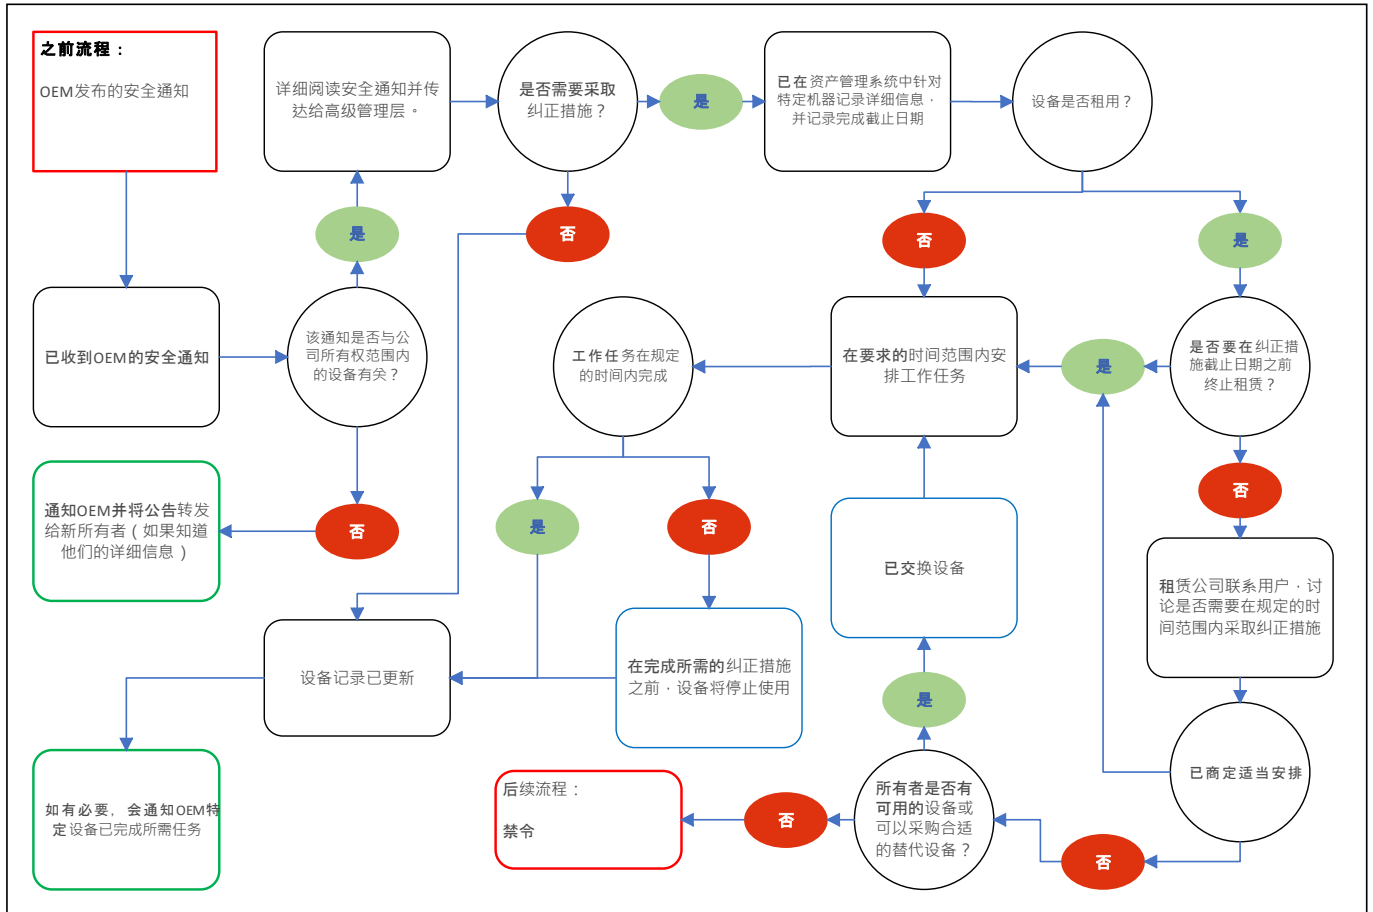 之前流程：
OEM发布的安全通知
详细阅读安全通知并传
达给高级管理层。
是否需要采取
纠正措施？
是
已在资产管理系统中针对
特定机器记录详细信息，
并记录完成截止日期
设备是否租用？
是
否
否
是
已收到OEM的安全通知
该通知是否与公
司所有权范围内
的设备有关？
工作任务在规定
的时间内完成
在要求的时间范围内安
排工作任务
是
是否要在纠正措
施截止日期之前
终止租赁？
通知OEM并将公告转发
给新所有者（如果知道
他们的详细信息）
否
是
否
已交换设备
否
租赁公司联系用户，讨
论是否需要在规定的时
间范围内采取纠正措施
设备记录已更新
在完成所需的纠正措施
之前，设备将停止使用
是
已商定适当安排
如有必要，会通知OEM特
定设备已完成所需任务
后续流程：
禁令
否
所有者是否有
可用的设备或
可以采购合适
的替代设备？
否